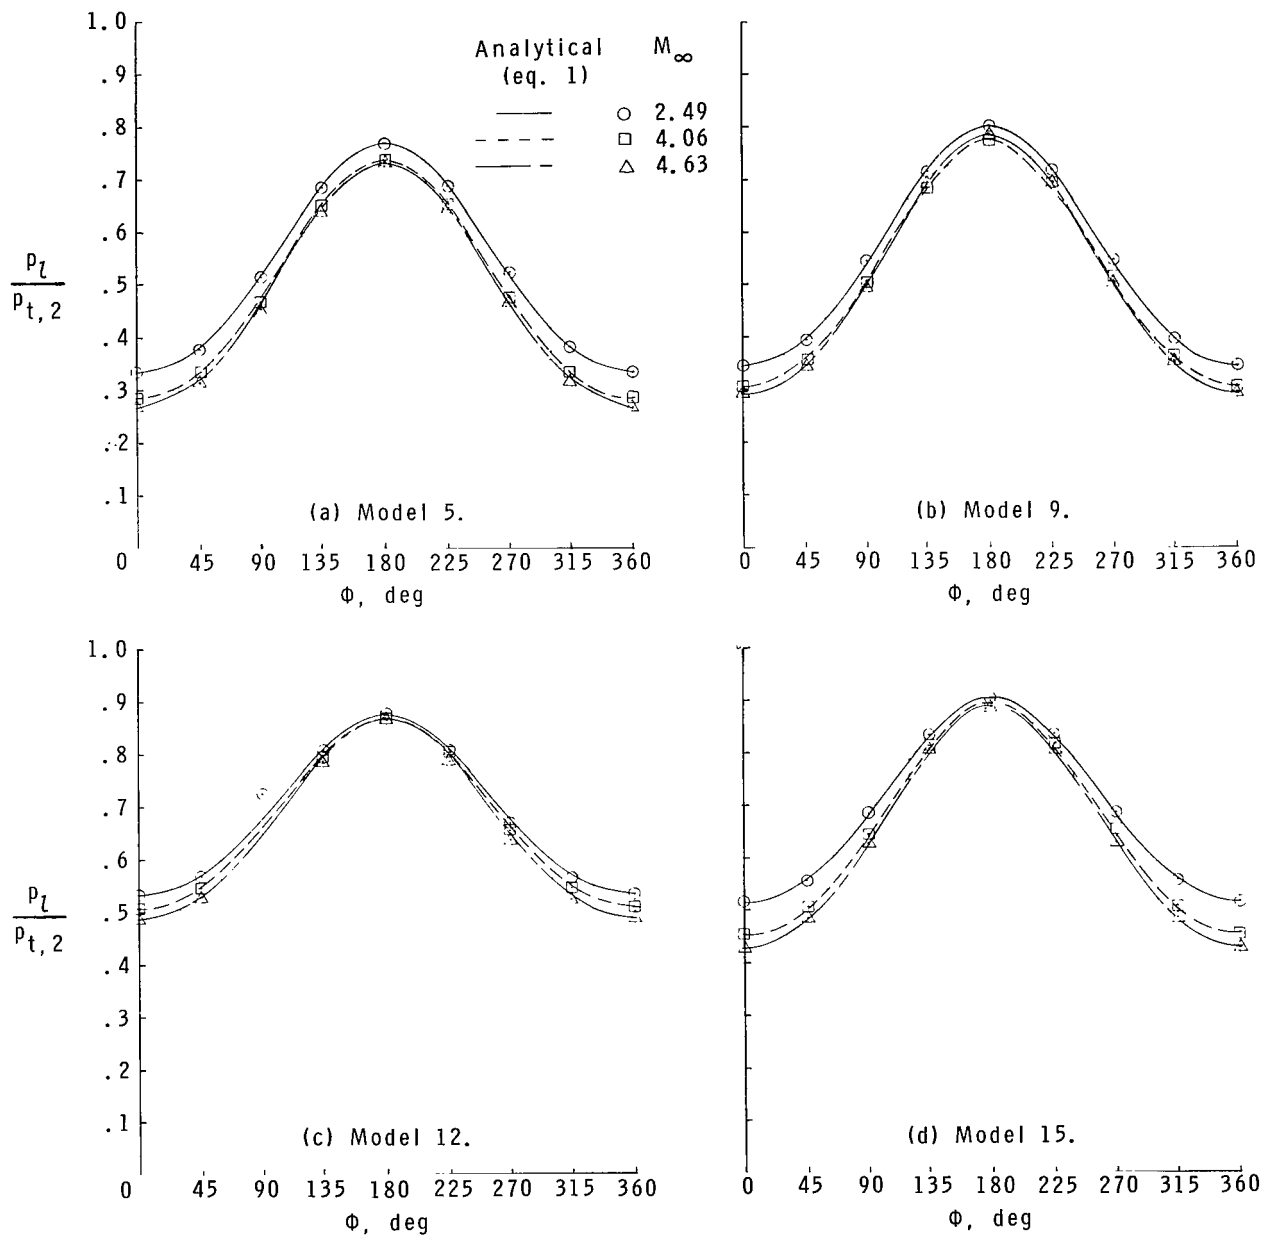 1.0
.9
.8
.7
.6
.5
.4
.3
.2
.1
0
p_l
p_t,2
Analytical M∞
(eq. 1)
2.49
4.06
4.63
(a) Model 5.
45 90 135 180 225 270 315 360
Φ, deg
(b) Model 9.
0 45 90 135 180 225 270 315 360
Φ, deg
1.0
.9
.8
.7
.6
.5
.4
.3
.2
.1
0
p_l
p_t,2
(c) Model 12.
45 90 135 180 225 270 315 360
Φ, deg
(d) Model 15.
0 45 90 135 180 225 270 315 360
Φ, deg